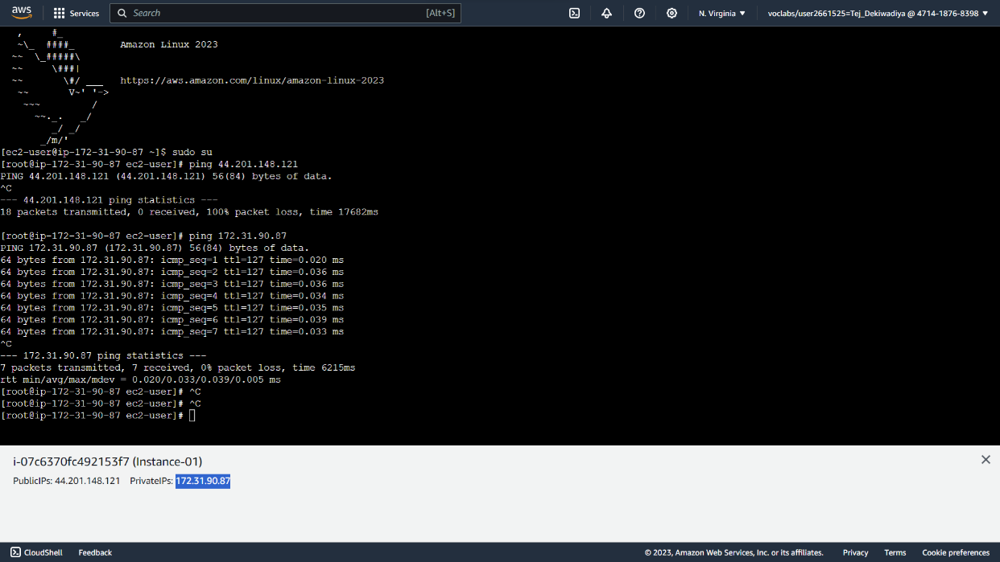 aws
Services
Search
[Alt+S]
N. Virginia ▼
voclabs/user2661525=Tej_Dekiwadiya @ 4714-1876-8398 ▼
   ,     #_
   ~\_  ####_        Amazon Linux 2023
  ~~  \_#####\
  ~~     \###|
  ~~       \#/ ___   https://aws.amazon.com/linux/amazon-linux-2023
   ~~       V~' '->
    ~~~         /
      ~~._.   _/
         _/ _/
       _/m/'
[ec2-user@ip-172-31-90-87 ~]$ sudo su
[root@ip-172-31-90-87 ec2-user]# ping 44.201.148.121
PING 44.201.148.121 (44.201.148.121) 56(84) bytes of data.
^C
--- 44.201.148.121 ping statistics ---
18 packets transmitted, 0 received, 100% packet loss, time 17682ms
[root@ip-172-31-90-87 ec2-user]# ping 172.31.90.87
PING 172.31.90.87 (172.31.90.87) 56(84) bytes of data.
64 bytes from 172.31.90.87: icmp_seq=1 ttl=127 time=0.020 ms
64 bytes from 172.31.90.87: icmp_seq=2 ttl=127 time=0.036 ms
64 bytes from 172.31.90.87: icmp_seq=3 ttl=127 time=0.036 ms
64 bytes from 172.31.90.87: icmp_seq=4 ttl=127 time=0.034 ms
64 bytes from 172.31.90.87: icmp_seq=5 ttl=127 time=0.035 ms
64 bytes from 172.31.90.87: icmp_seq=6 ttl=127 time=0.039 ms
64 bytes from 172.31.90.87: icmp_seq=7 ttl=127 time=0.033 ms
^C
--- 172.31.90.87 ping statistics ---
7 packets transmitted, 7 received, 0% packet loss, time 6215ms
rtt min/avg/max/mdev = 0.020/0.033/0.039/0.005 ms
[root@ip-172-31-90-87 ec2-user]# ^C
[root@ip-172-31-90-87 ec2-user]# ^C
[root@ip-172-31-90-87 ec2-user]#
i-07c6370fc492153f7 (Instance-01)
PublicIPs: 44.201.148.121 PrivateIPs: 172.31.90.87
CloudShell
Feedback
© 2023, Amazon Web Services, Inc. or its affiliates.
Privacy
Terms
Cookie preferences